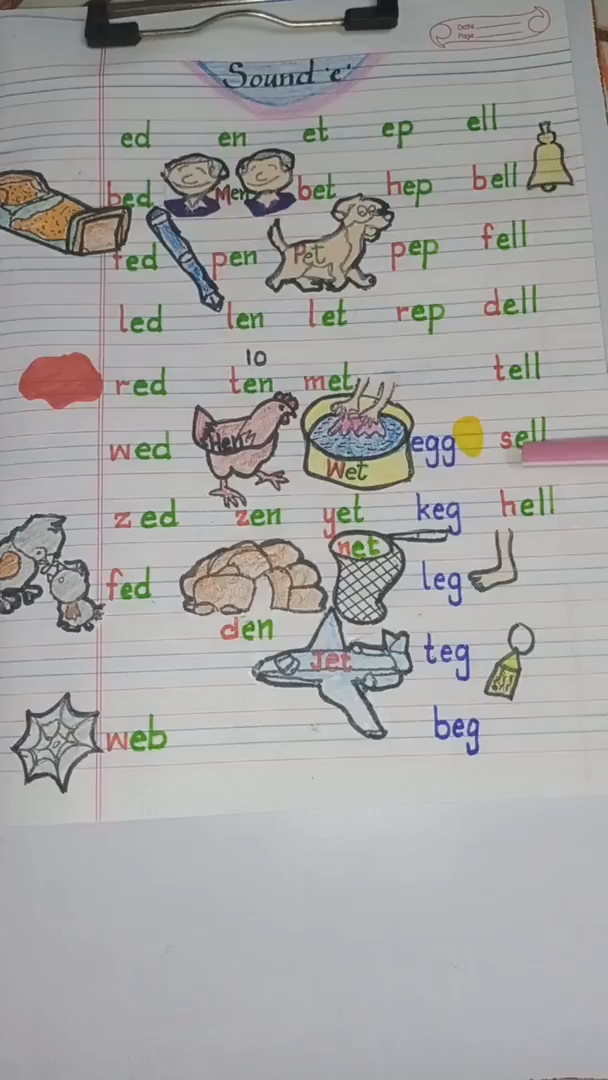 Date
Page
Sound 'e'
ed en et ep ell
bed Men bet hep bell
Ted pen Pet pep fell
led len let rep dell
10
red ten met tell
wed Hen Wet egg sell
zed zen yet keg hell
fed net leg
den Jet teg
web beg